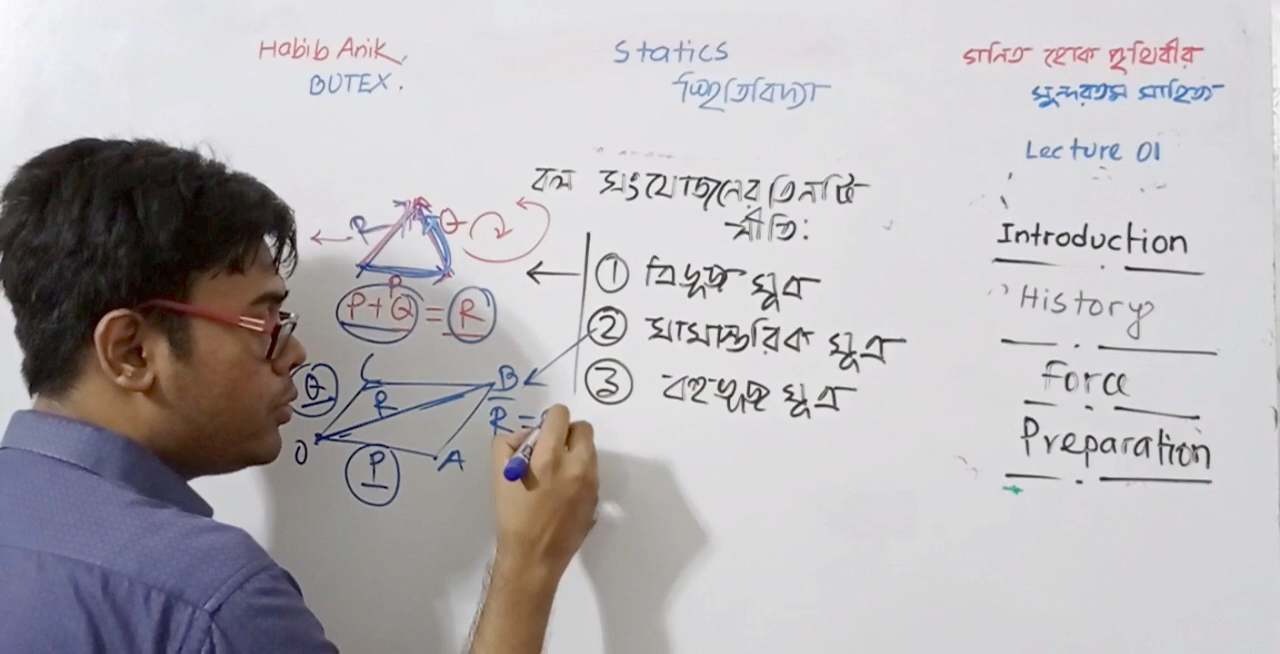 Habib Anik,
BUTEX.
Statics
স্থিতিবিদ্যা
গনিত হোক পৃথিবীর
সুন্দরতম সাহিত্য
Lecture 01
বল সংযোজনের তিনটি
নীতি:
① ত্রিভুজ সুত্র
② সামান্তরিক সুত্র
③ বহুভুজ সুত্র
R Q
P
P+Q = R
Q C B
R
O P A
R =
Introduction
History
Force
Preparation